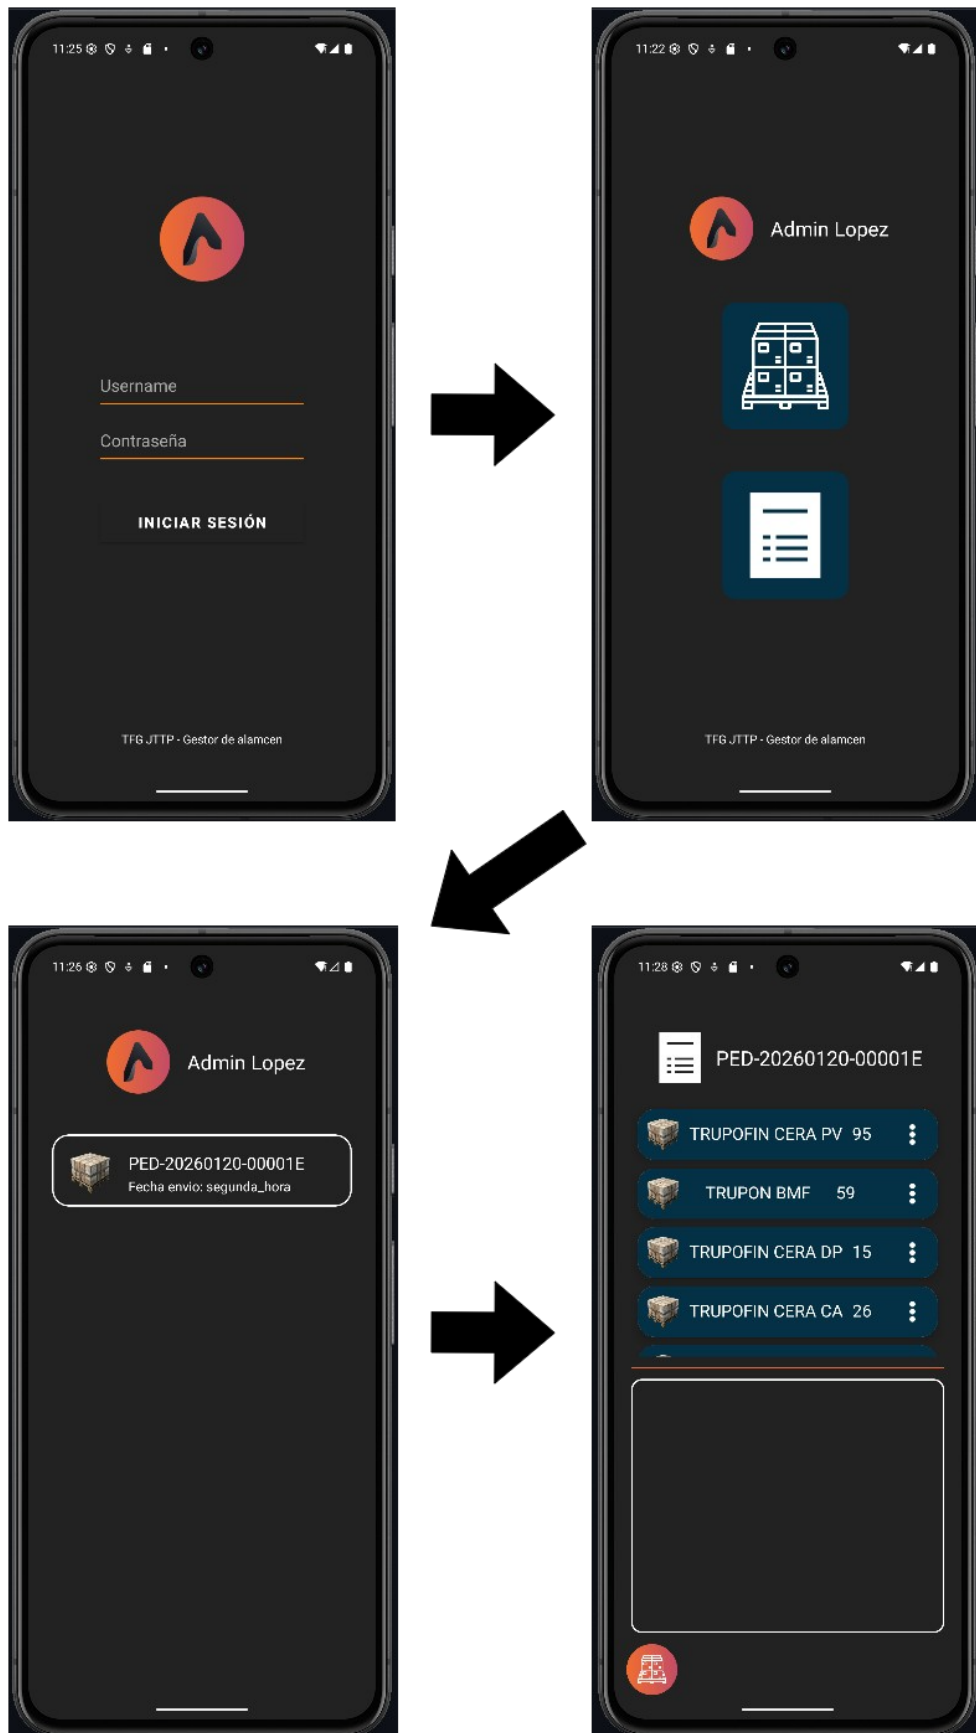 11:25
Username
Contraseña
INICIAR SESIÓN
TFG JTTP - Gestor de alamcen
11:22
Admin Lopez
TFG JTTP - Gestor de alamcen
11:26
Admin Lopez
PED-20260120-00001E
Fecha envio: segunda_hora
11:28
PED-20260120-00001E
TRUPOFIN CERA PV 95
TRUPON BMF 59
TRUPOFIN CERA DP 15
TRUPOFIN CERA CA 26